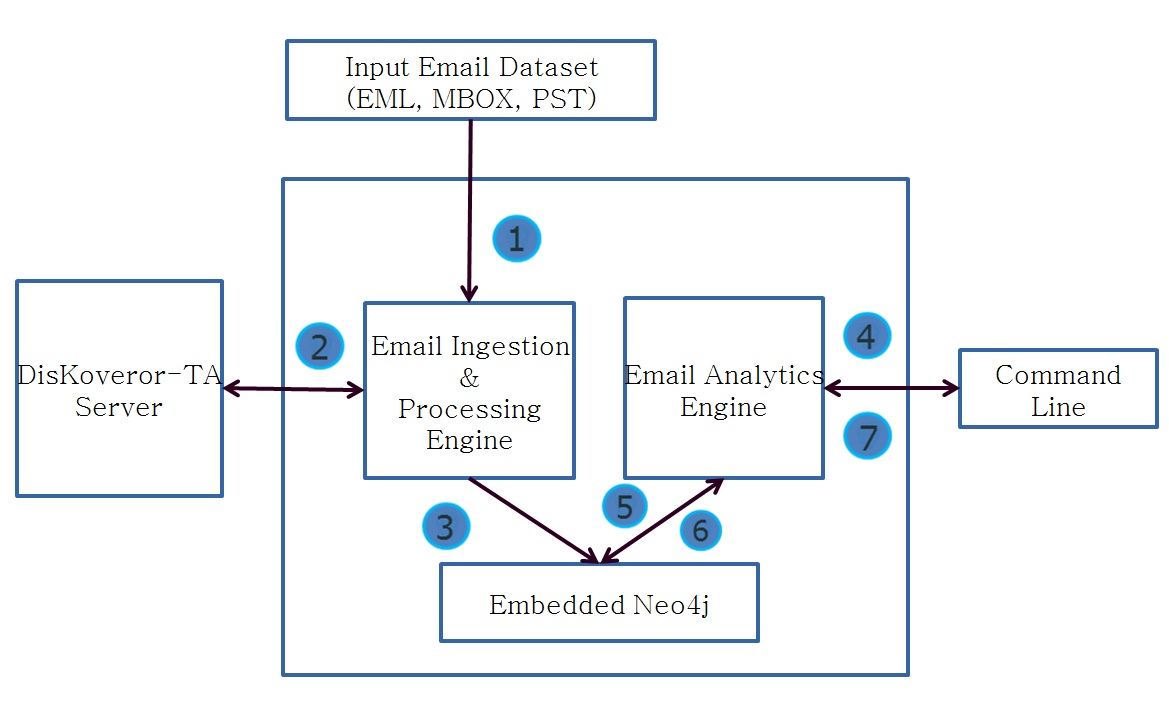 Input Email Dataset
(EML, MBOX, PST)
1
2
DisKoveror-TA
Server
Email Ingestion
&
Processing
Engine
Email Analytics
Engine
4
7
Command
Line
3
5
6
Embedded Neo4j